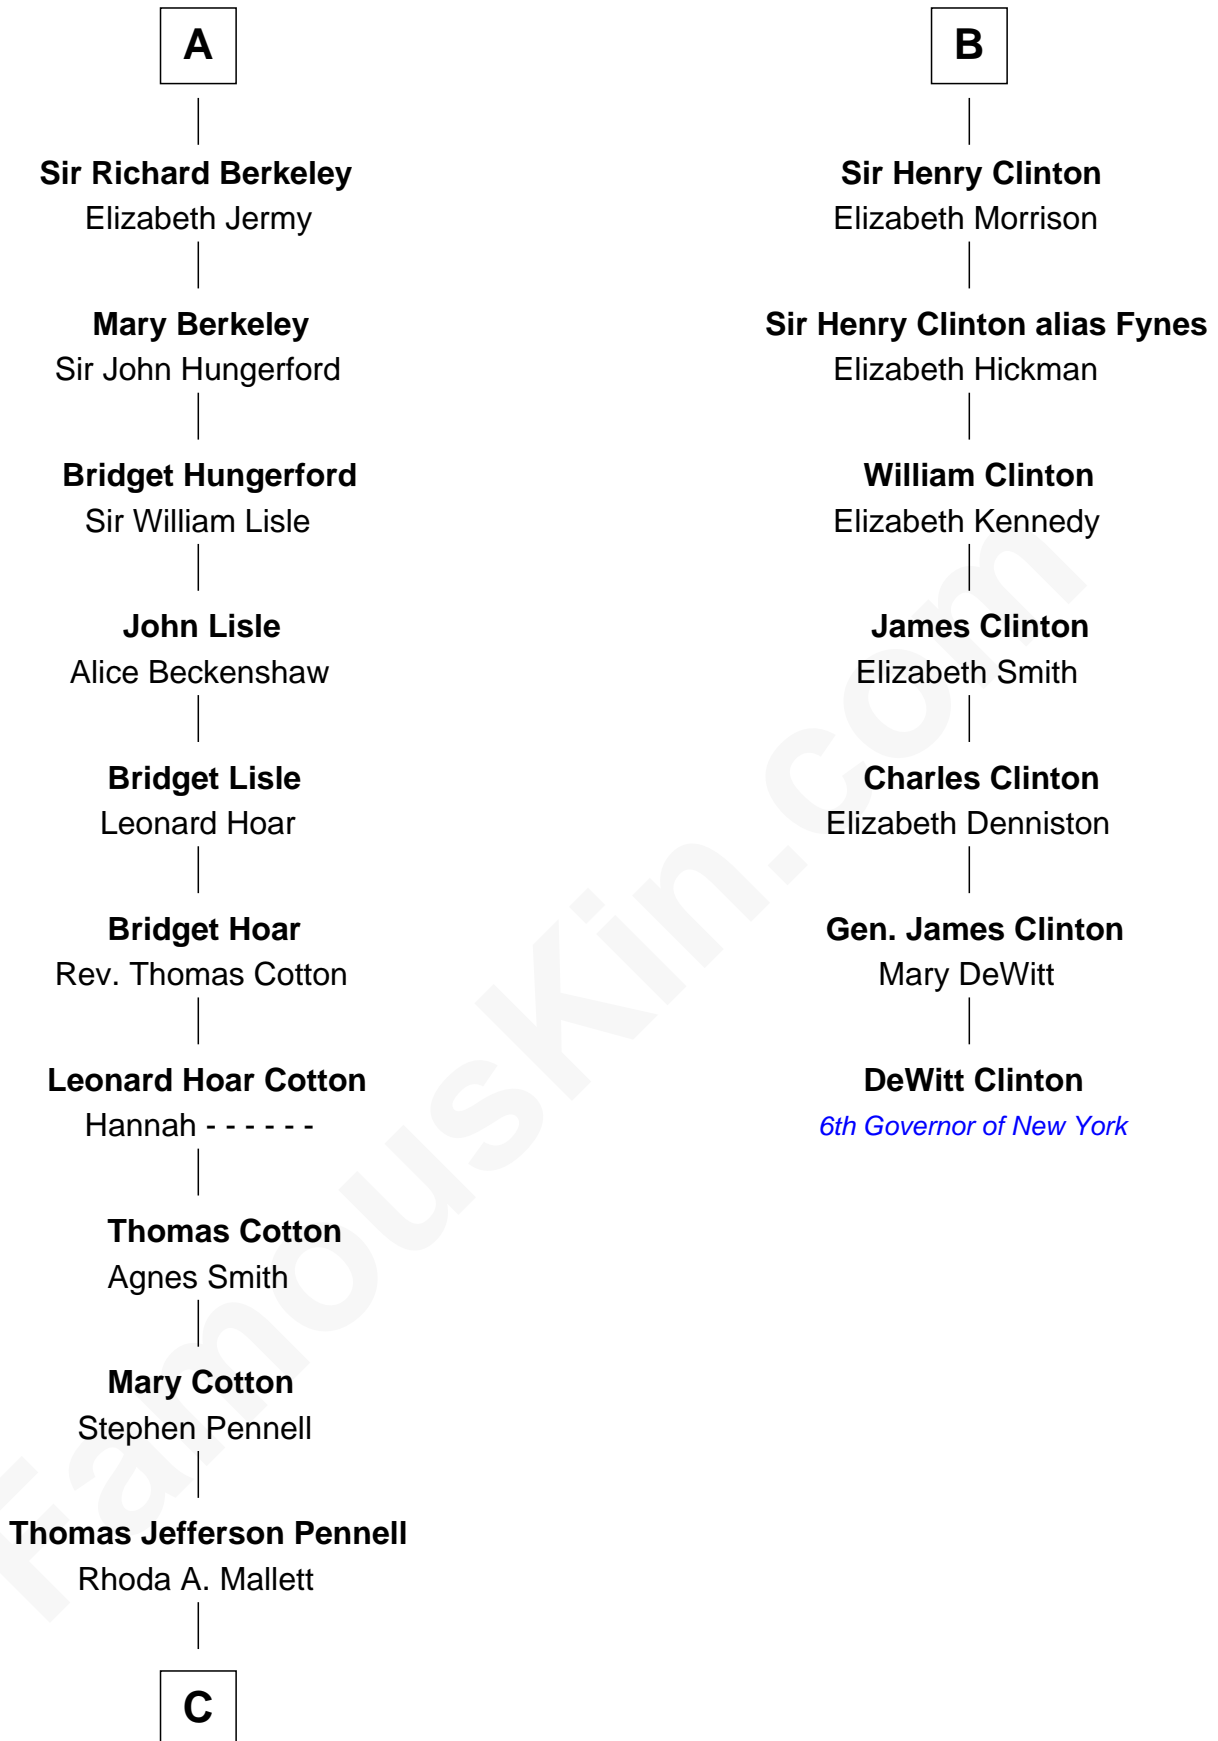 A
Sir Richard Berkeley
Elizabeth Jermy
Mary Berkeley
Sir John Hungerford
Bridget Hungerford
Sir William Lisle
John Lisle
Alice Beckenshaw
Bridget Lisle
Leonard Hoar
Bridget Hoar
Rev. Thomas Cotton
Leonard Hoar Cotton
Hannah - - - - - -
Thomas Cotton
Agnes Smith
Mary Cotton
Stephen Pennell
Thomas Jefferson Pennell
Rhoda A. Mallett
C
B
Sir Henry Clinton
Elizabeth Morrison
Sir Henry Clinton alias Fynes
Elizabeth Hickman
William Clinton
Elizabeth Kennedy
James Clinton
Elizabeth Smith
Charles Clinton
Elizabeth Denniston
Gen. James Clinton
Mary DeWitt
DeWitt Clinton
6th Governor of New York
FamousKin.com